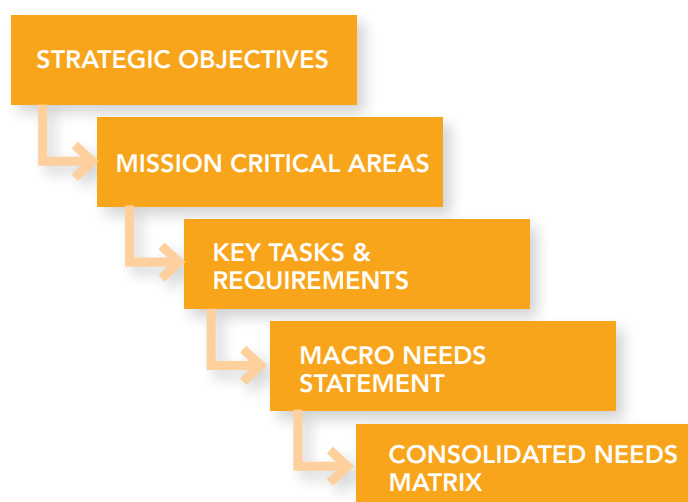 STRATEGIC OBJECTIVES
MISSION CRITICAL AREAS
KEY TASKS &
REQUIREMENTS
MACRO NEEDS
STATEMENT
CONSOLIDATED NEEDS
MATRIX